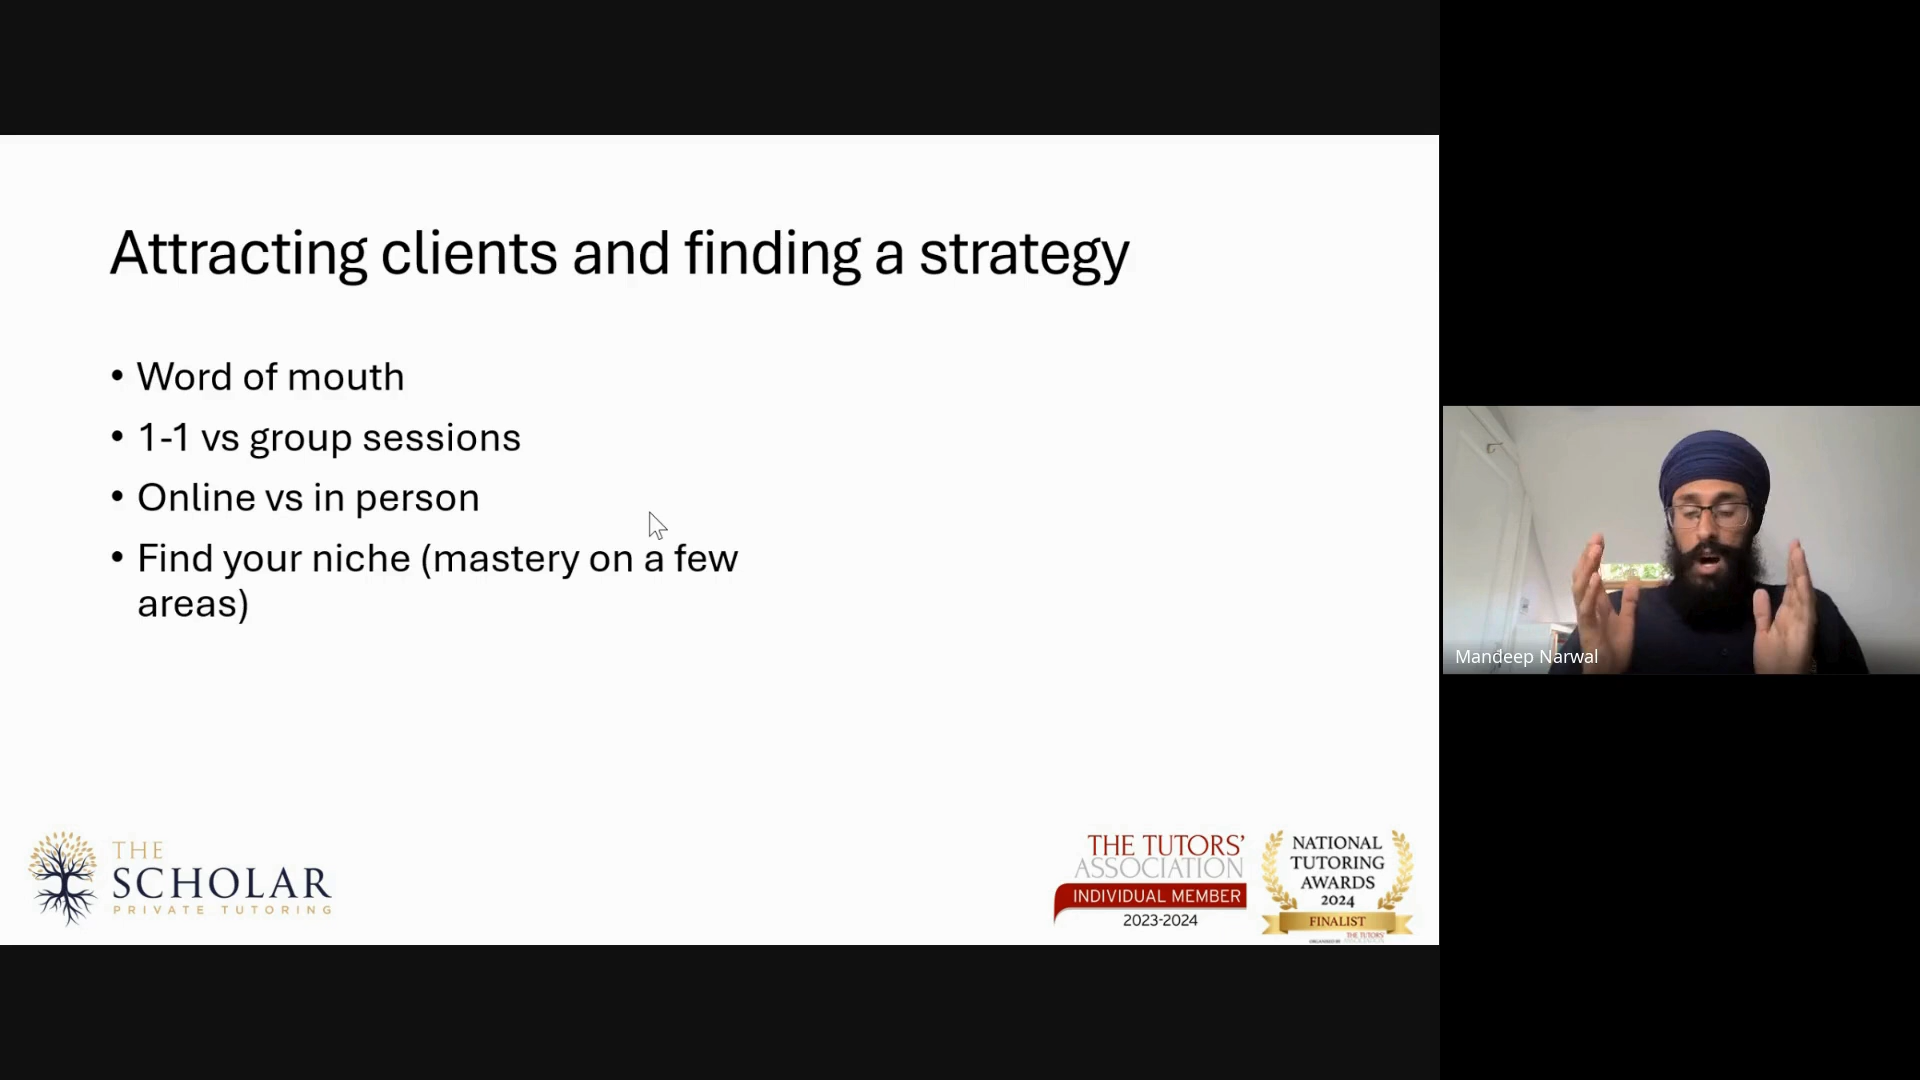 Attracting clients and finding a strategy
• Word of mouth
• 1-1 vs group sessions
• Online vs in person
• Find your niche (mastery on a few
areas)
Mandeep Narwal
THE
SCHOLAR
PRIVATE TUTORING
THE TUTORS'
ASSOCIATION
INDIVIDUAL MEMBER
2023-2024
NATIONAL
TUTORING
AWARDS
2024
FINALIST
THE TUTORS'